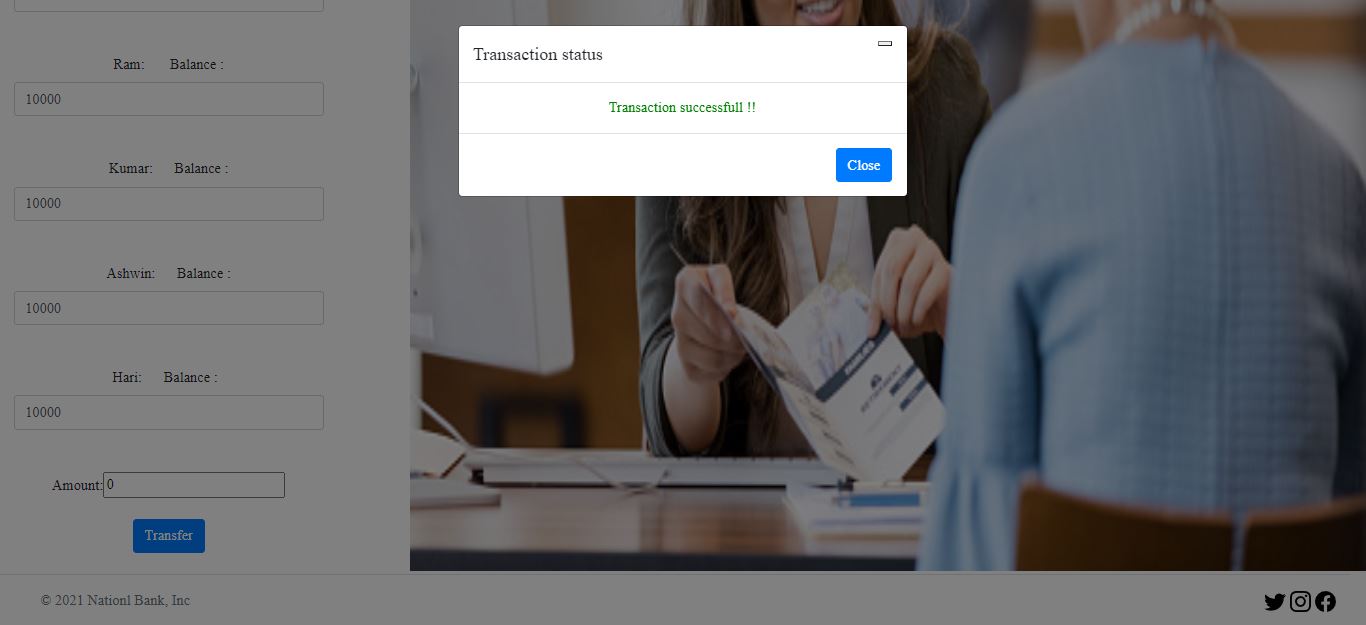 Transaction status
Transaction successfull !!
Close
Ram: Balance :
10000
Kumar: Balance :
10000
Ashwin: Balance :
10000
Hari: Balance :
10000
Amount: 0
Transfer
RETIREMENT
© 2021 Nationl Bank, Inc